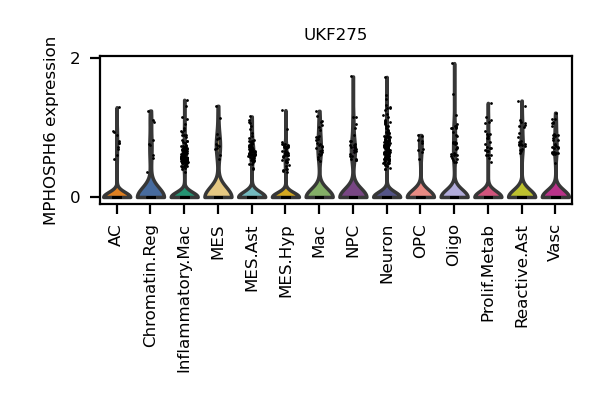 UKF275
MPHOSPH6 expression
2
0
AC
Chromatin.Reg
Inflammatory.Mac
MES
MES.Ast
MES.Hyp
Mac
NPC
Neuron
OPC
Oligo
Prolif.Metab
Reactive.Ast
Vasc